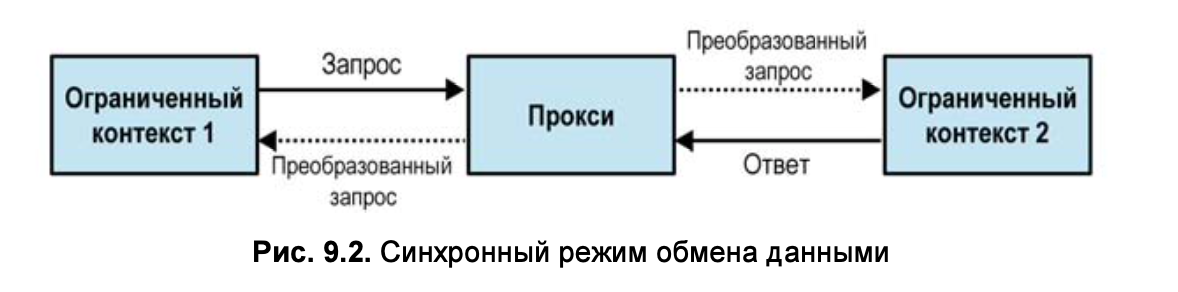 Преобразованный
запрос
Запрос
Ограниченный
контекст 1
Прокси
Ограниченный
контекст 2
Преобразованный
запрос
Ответ
Рис. 9.2. Синхронный режим обмена данными